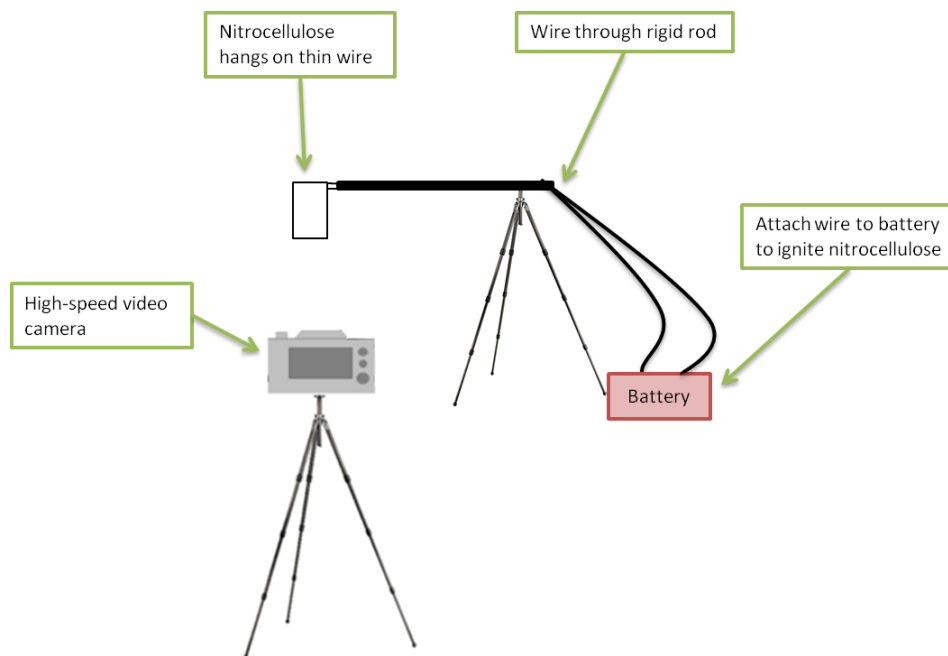 Nitrocellulose
hangs on thin wire
Wire through rigid rod
Attach wire to battery
to ignite nitrocellulose
High-speed video
camera
Battery